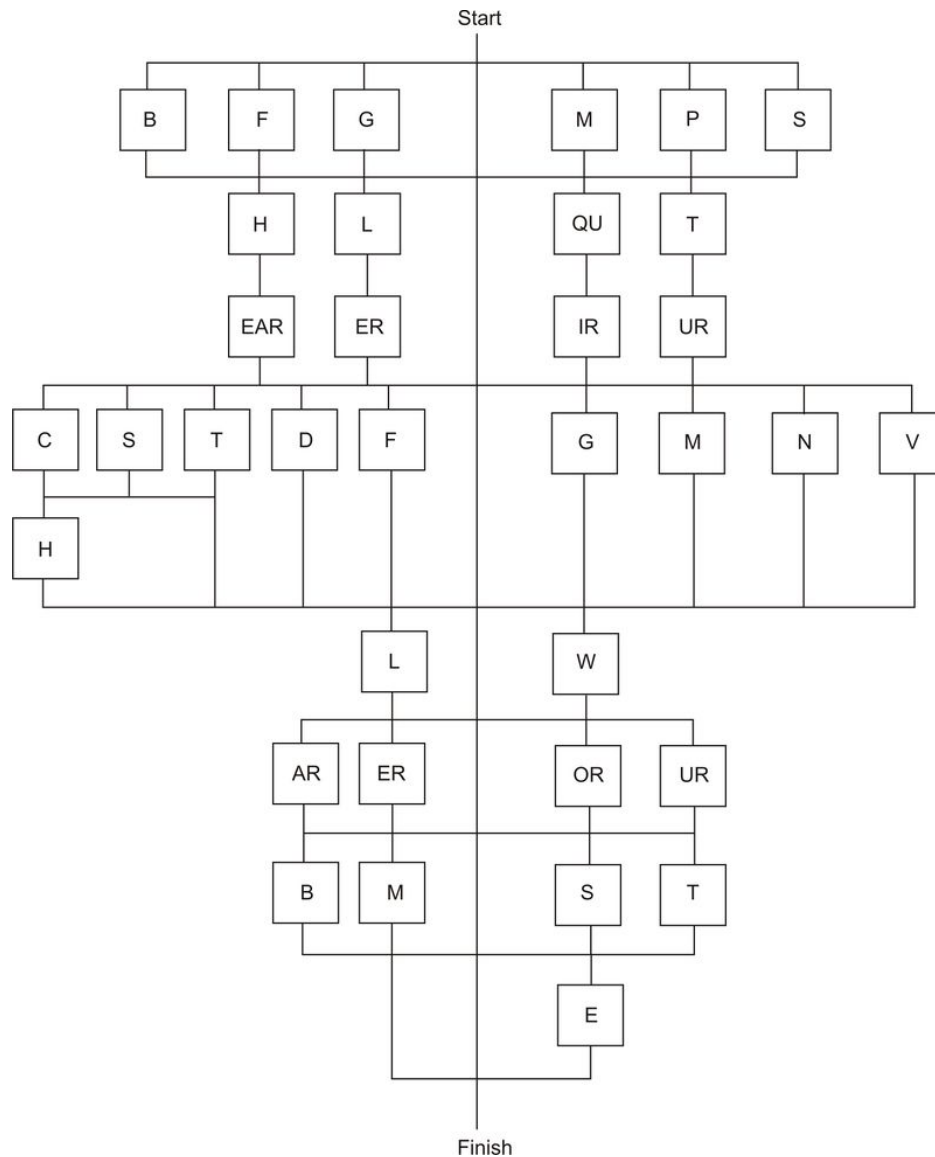 Start
B F G M P S
H L QU T
EAR ER IR UR
C S T D F G M N V
H
L W
AR ER OR UR
B M S T
E
Finish